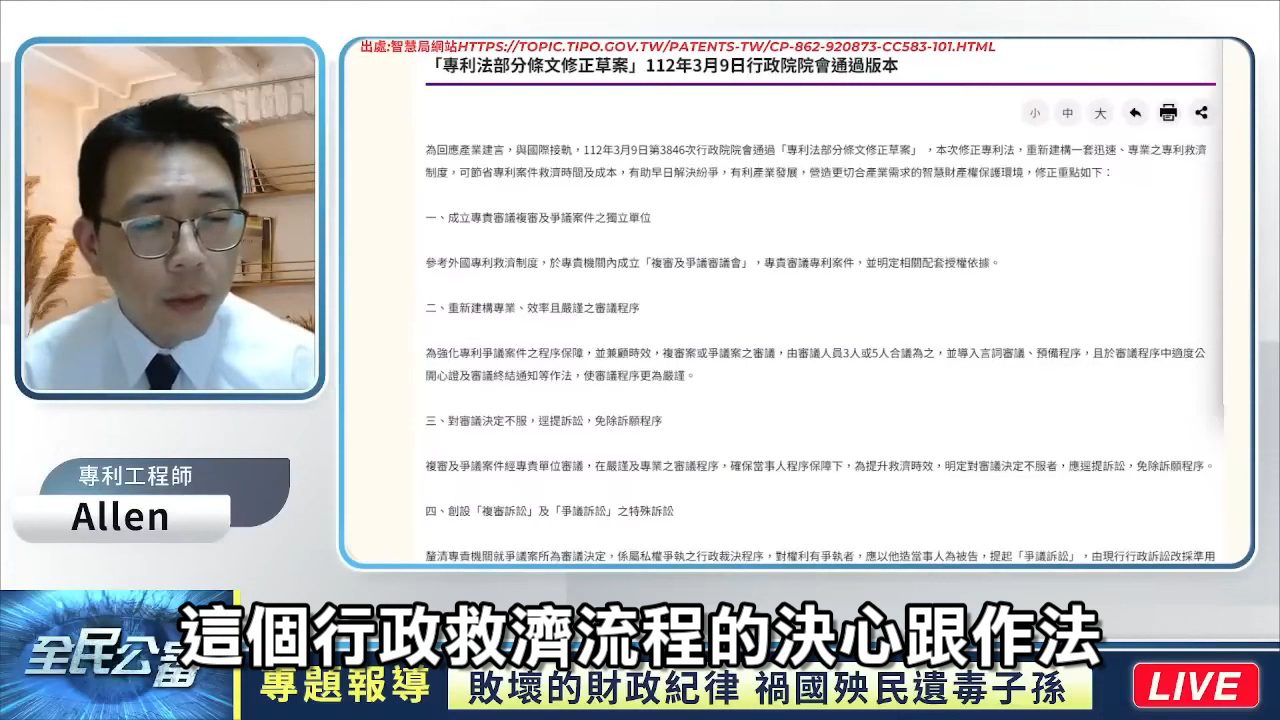 出處:智慧局網站HTTPS://TOPIC.TIPO.GOV.TW/PATENTS-TW/CP-862-920873-CC583-101.HTML
「專利法部分條文修正草案」112年3月9日行政院院會通過版本
小 中 大
為回應產業建言，與國際接軌，112年3月9日第3846次行政院院會通過「專利法部分條文修正草案」，本次修正專利法，重新建構一套迅速、專業之專利救濟
制度，可節省專利案件救濟時間及成本，有助早日解決紛爭，有利產業發展，營造更切合產業需求的智慧財產權保護環境，修正重點如下：
一、成立專責審議複審及爭議案件之獨立單位
參考外國專利救濟制度，於專責機關內成立「複審及爭議審議會」，專責審議專利案件，並明定相關配套授權依據。
二、重新建構專業、效率且嚴謹之審議程序
為強化專利爭議案件之程序保障，並兼顧時效，複審案或爭議案之審議，由審議人員3人或5人合議為之，並導入言詞審議、預備程序，且於審議程序中適度公
開心證及審議終結通知等作法，使審議程序更為嚴謹。
三、對審議決定不服，逕提訴訟，免除訴願程序
複審及爭議案件經專責單位審議，在嚴謹及專業之審議程序，確保當事人程序保障下，為提升救濟時效，明定對審議決定不服者，應逕提訴訟，免除訴願程序。
四、創設「複審訴訟」及「爭議訴訟」之特殊訴訟
釐清專責機關就爭議案所為審議決定，係屬私權爭執之行政裁決程序，對權利有爭執者，應以他造當事人為被告，提起「爭議訴訟」，由現行行政訴訟改採準用
專利工程師
Allen
這個行政救濟流程的決心跟作法
全民公審
專題報導
敗壞的財政紀律 禍國殃民遺毒子孫
LIVE